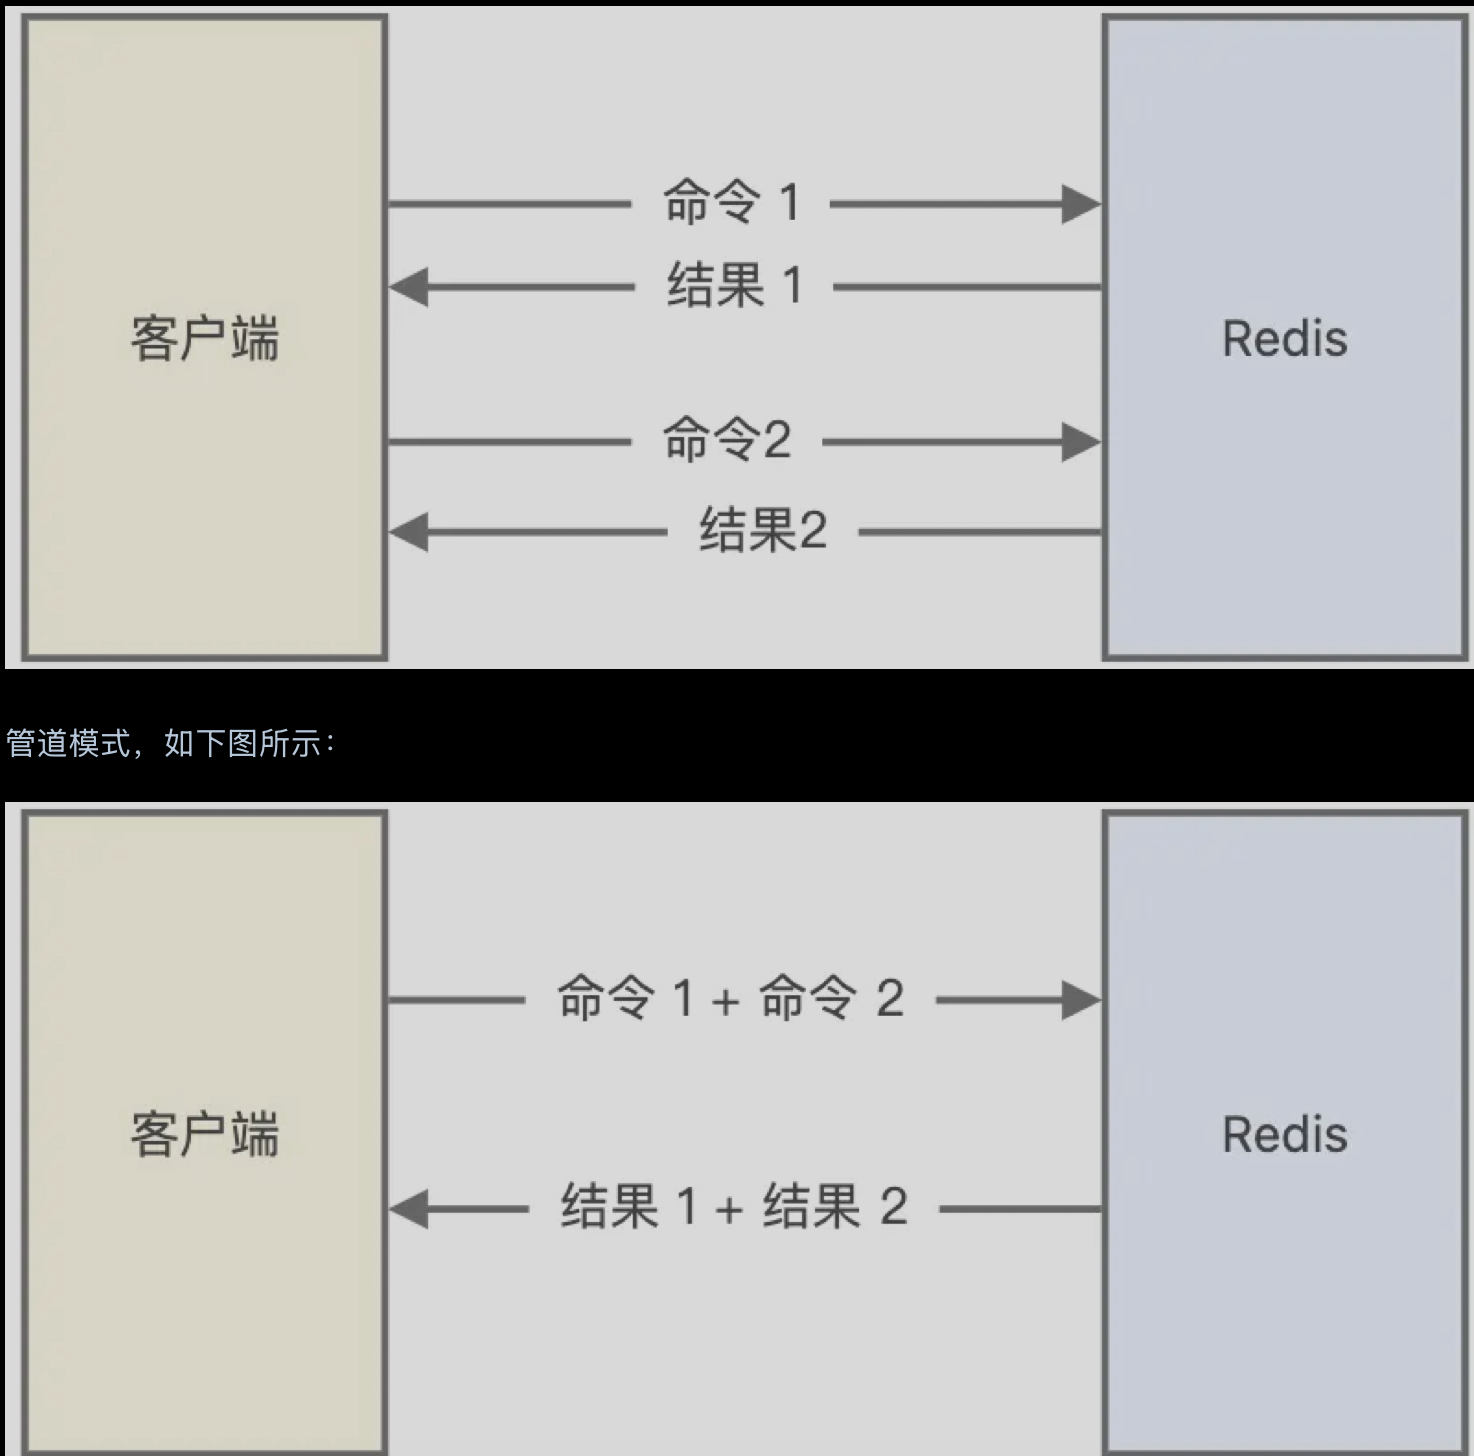 命令 1
结果 1
客户端
Redis
命令2
结果2
管道模式，如下图所示：
命令 1 + 命令 2
客户端
Redis
结果 1 + 结果 2